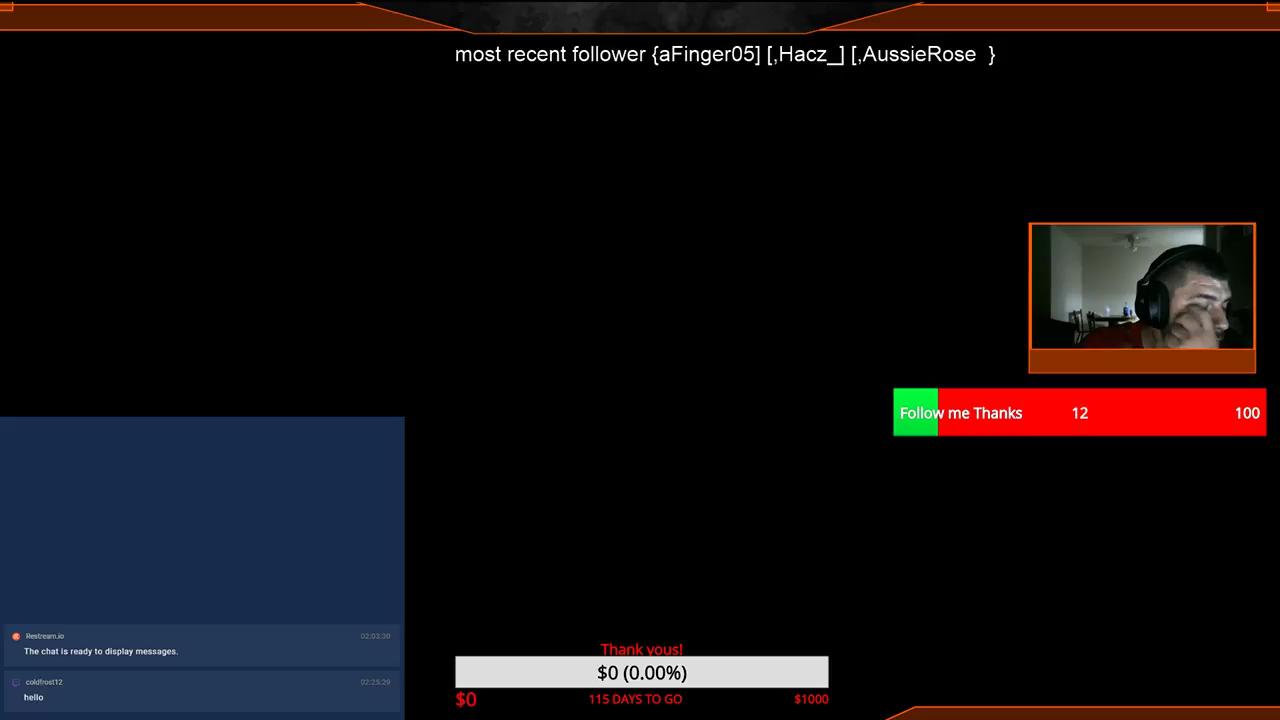 most recent follower {aFinger05] [,Hacz_] [,AussieRose  }
Follow me Thanks 12 100
Restream.io 02:03:30
The chat is ready to display messages.
coldfrost12 02:25:29
hello
Thank yous!
$0 (0.00%)
$0 115 DAYS TO GO $1000